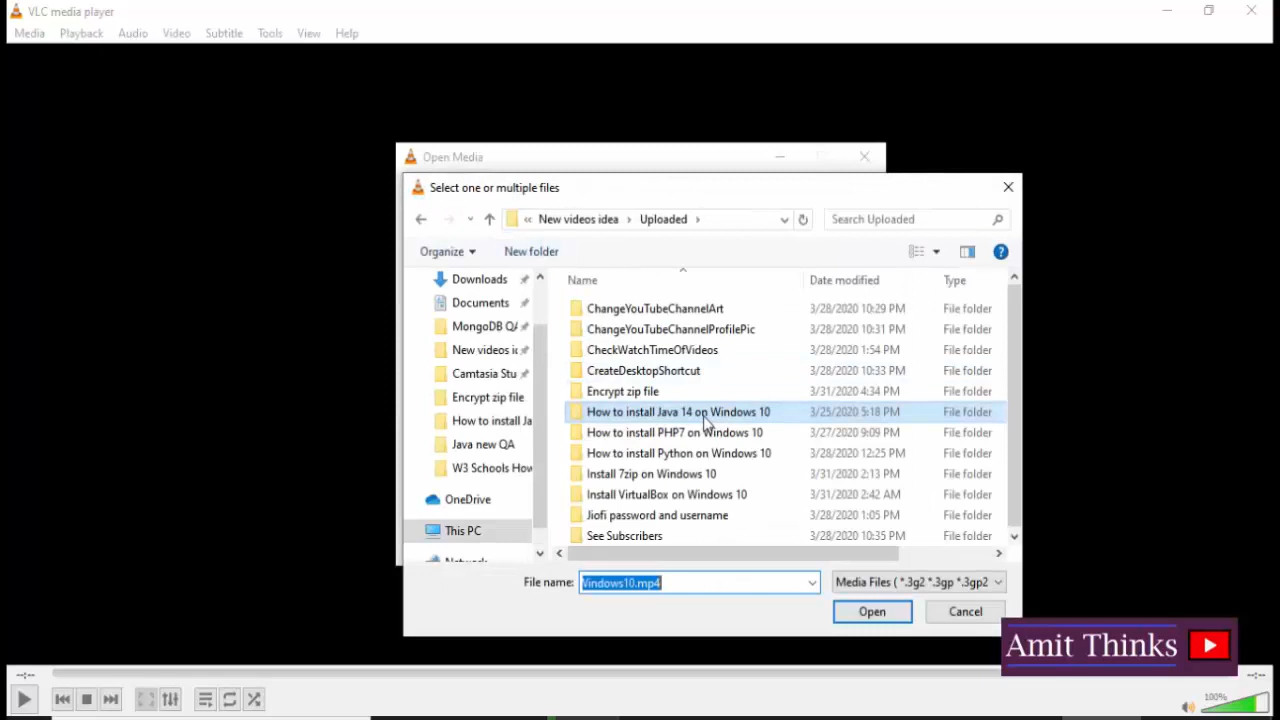 VLC media player
Media Playback Audio Video Subtitle Tools View Help
Open Media
Select one or multiple files
« New videos idea › Uploaded ›
Search Uploaded
Organize New folder
Name Date modified Type
Downloads
Documents
MongoDB QA
New videos ic
Camtasia Stu
Encrypt zip file
How to install Ja
Java new QA
W3 Schools How
OneDrive
This PC
Network
ChangeYouTubeChannelArt 3/28/2020 10:29 PM File folder
ChangeYouTubeChannelProfilePic 3/28/2020 10:31 PM File folder
CheckWatchTimeOfVideos 3/28/2020 1:54 PM File folder
CreateDesktopShortcut 3/28/2020 10:33 PM File folder
Encrypt zip file 3/31/2020 4:34 PM File folder
How to install Java 14 on Windows 10 3/25/2020 5:18 PM File folder
How to install PHP7 on Windows 10 3/27/2020 9:09 PM File folder
How to install Python on Windows 10 3/28/2020 12:25 PM File folder
Install 7zip on Windows 10 3/31/2020 2:13 PM File folder
Install VirtualBox on Windows 10 3/31/2020 2:42 AM File folder
Jiofi password and username 3/28/2020 1:05 PM File folder
See Subscribers 3/28/2020 10:35 PM File folder
File name: Windows10.mp4 Media Files ( *.3g2 *.3gp *.3gp2
Open Cancel
Amit Thinks
--:-- --:--
100%